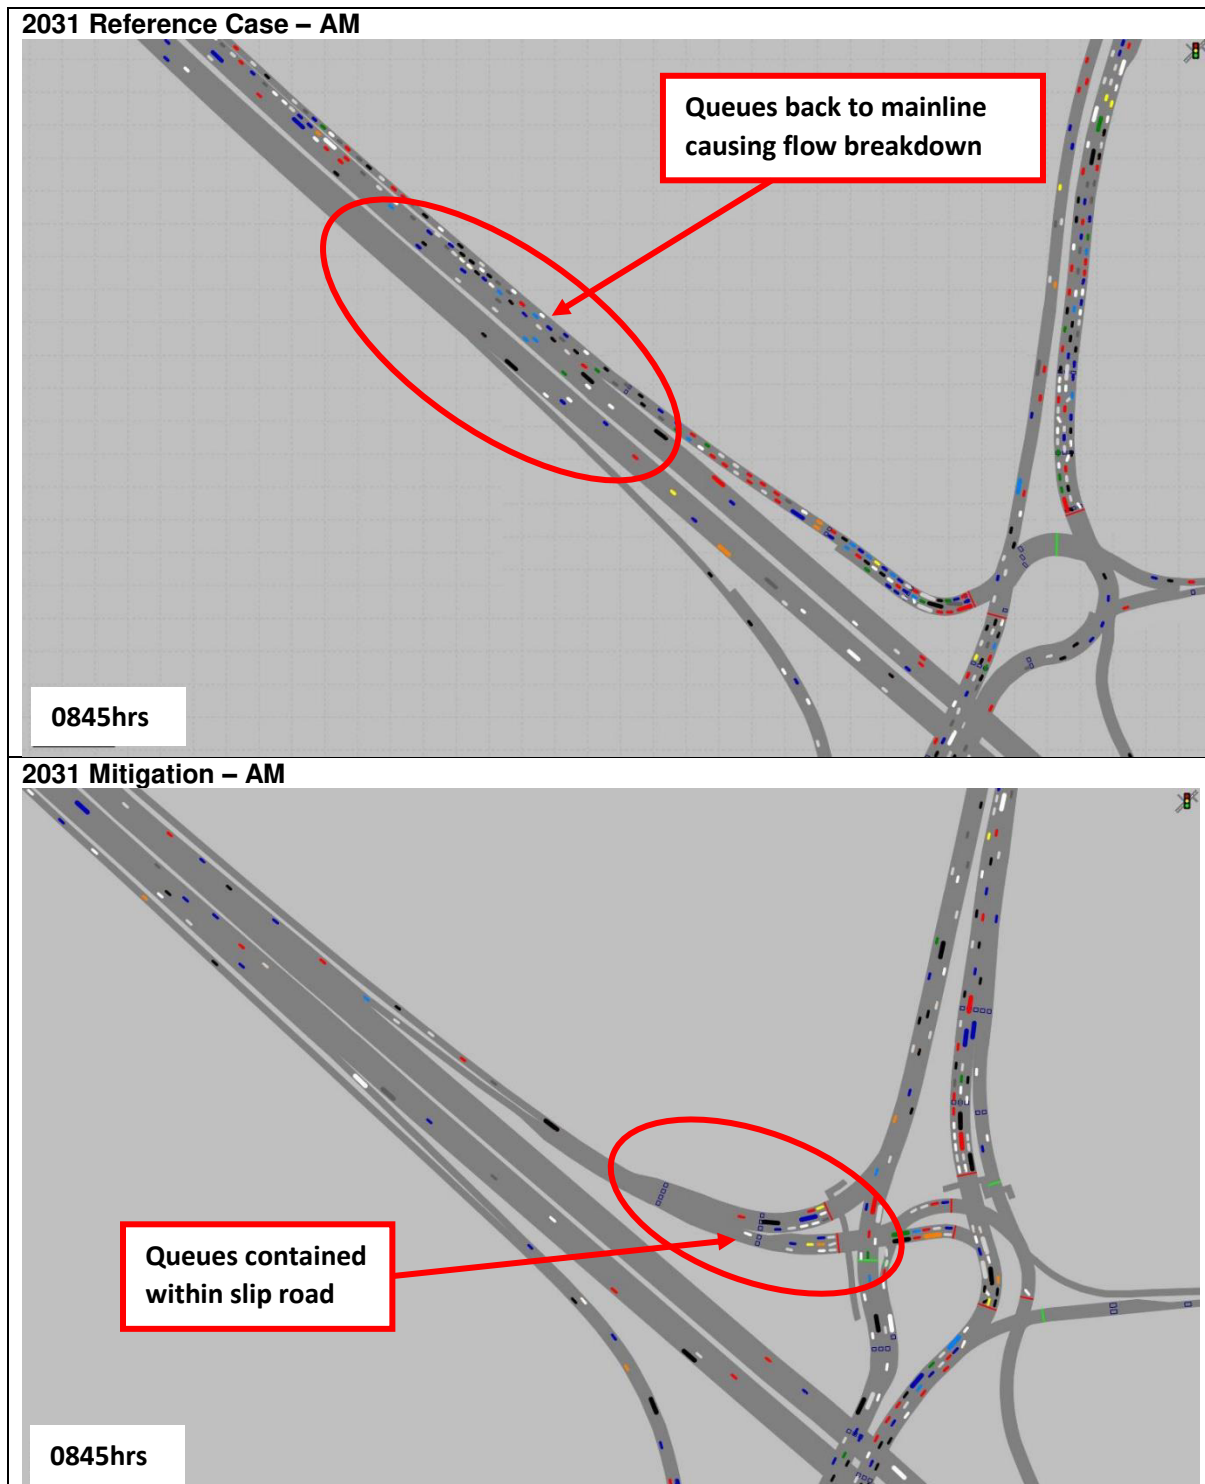 2031 Reference Case – AM
Queues back to mainline
causing flow breakdown
0845hrs
2031 Mitigation – AM
Queues contained
within slip road
0845hrs